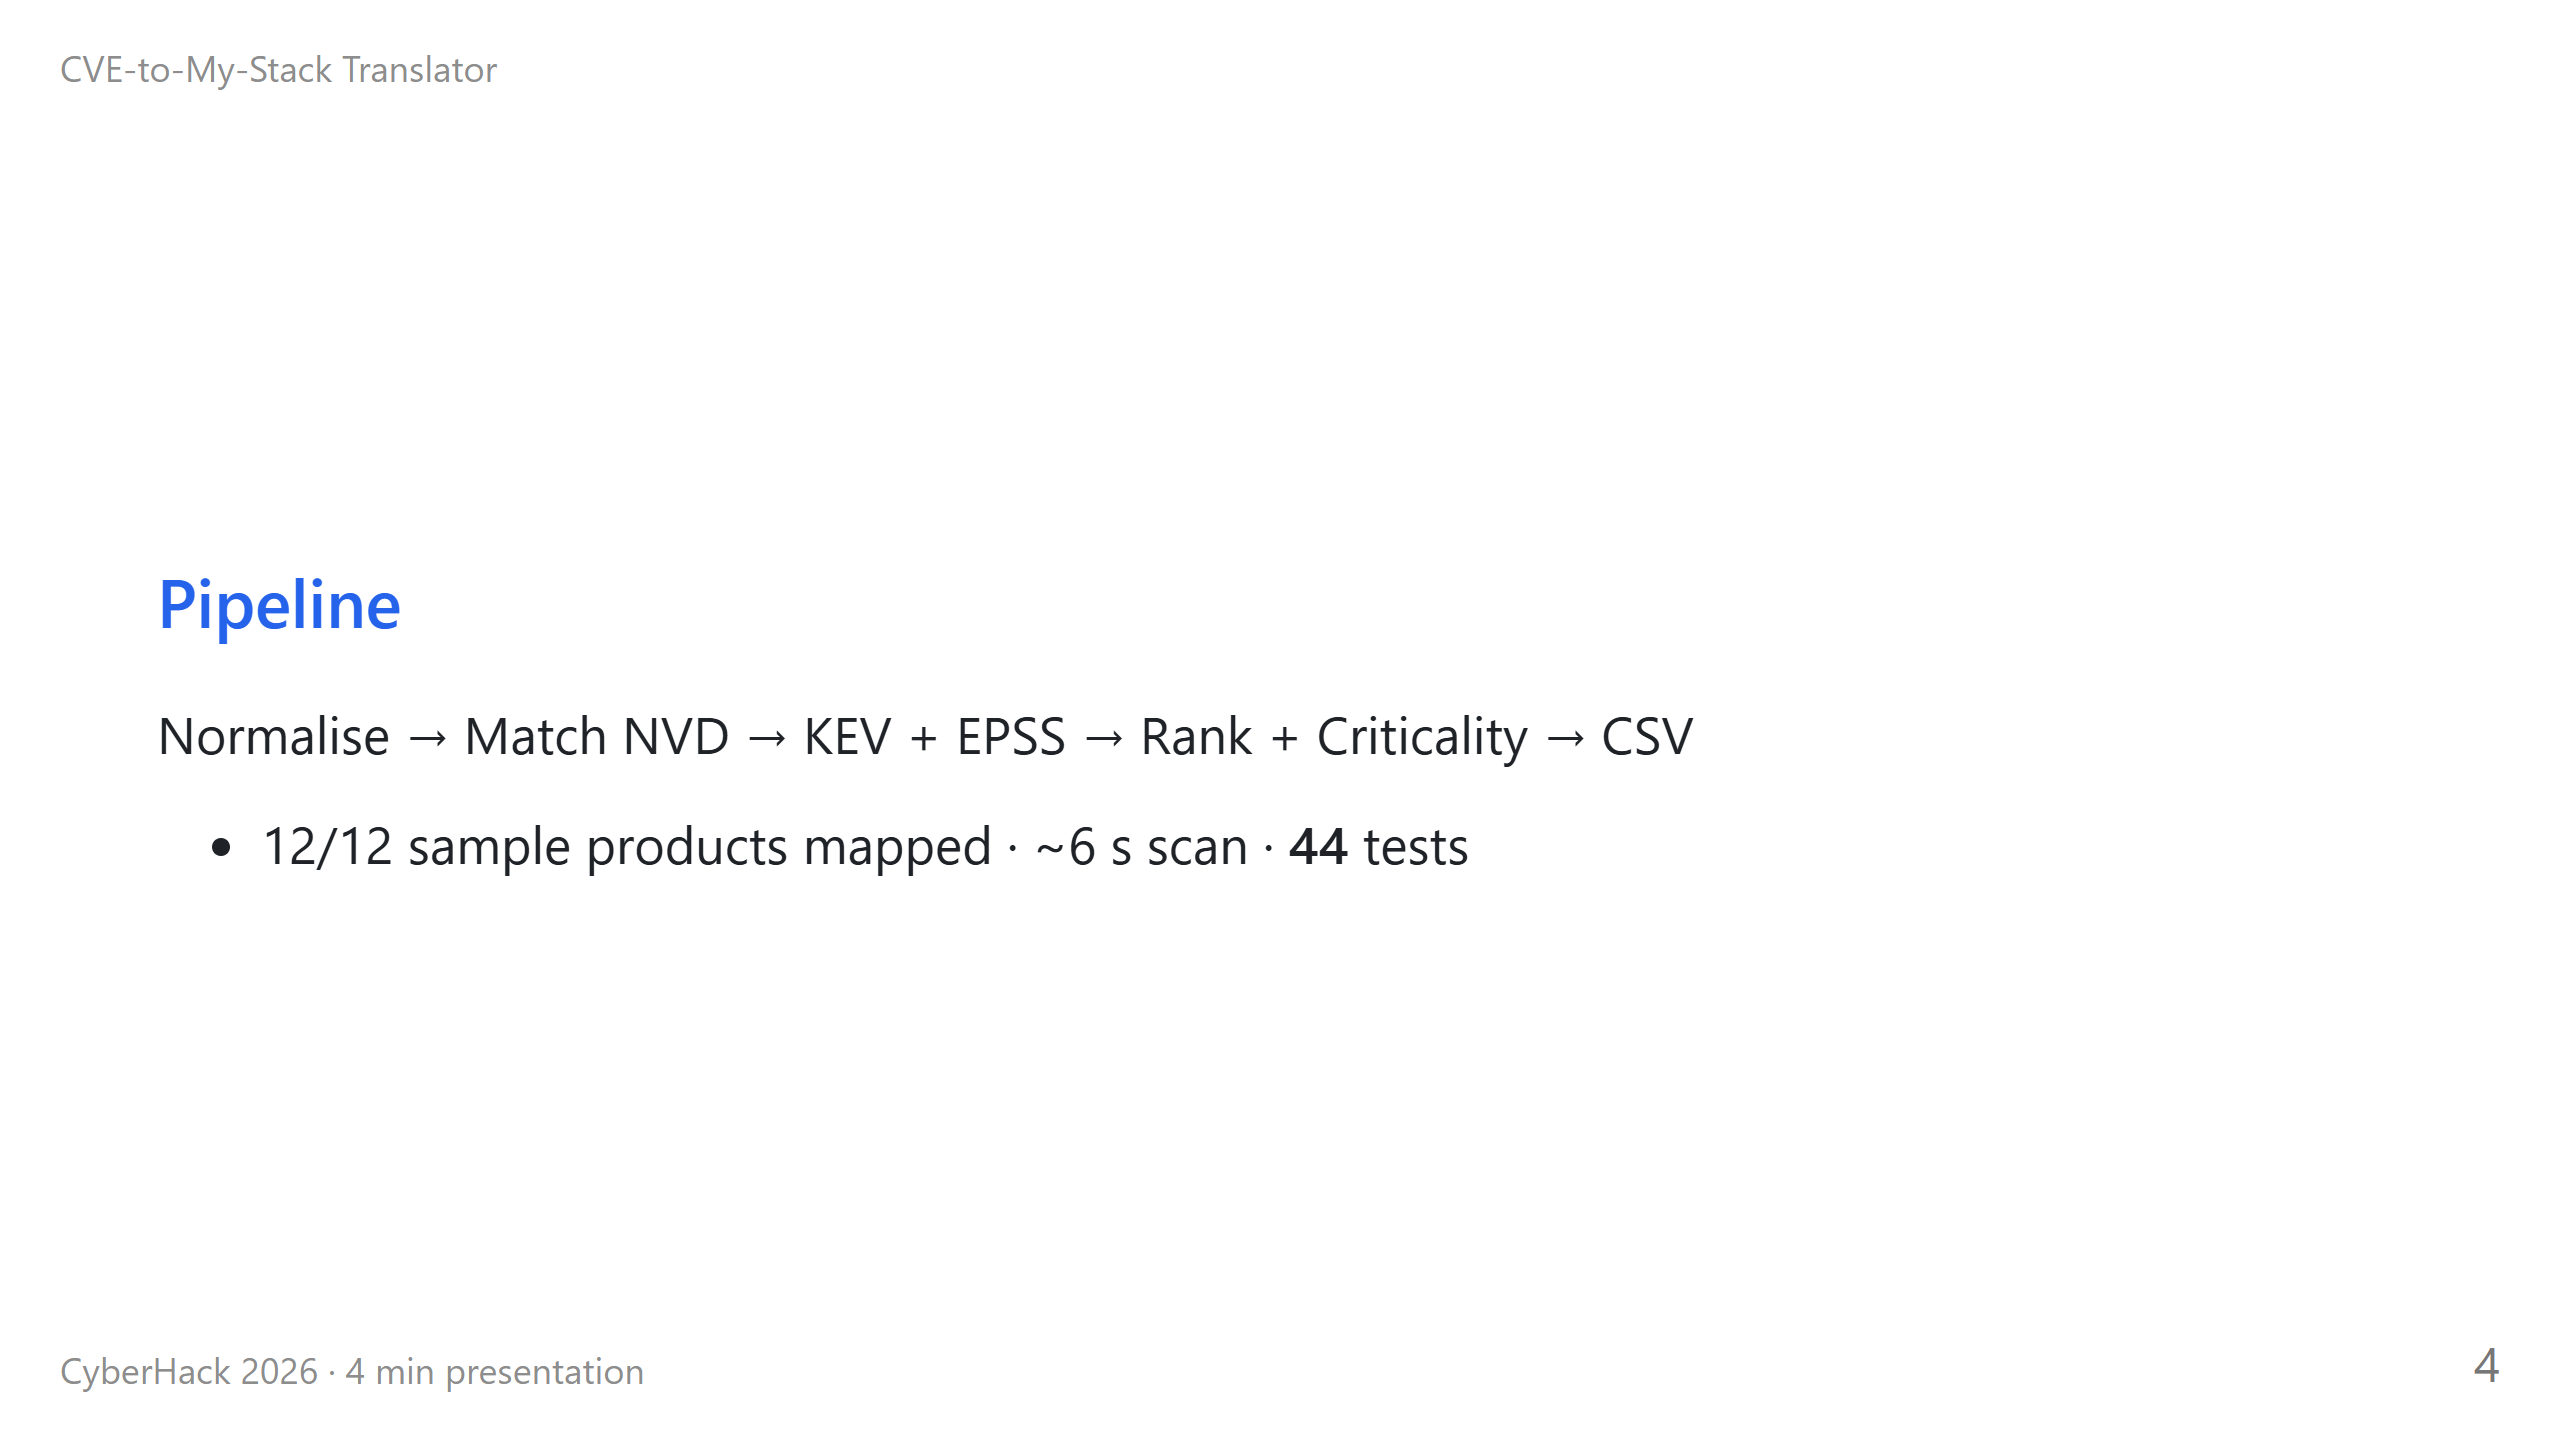 CVE-to-My-Stack Translator
Pipeline
Normalise → Match NVD → KEV + EPSS → Rank + Criticality → CSV
• 12/12 sample products mapped · ~6 s scan · 44 tests
CyberHack 2026 · 4 min presentation
4